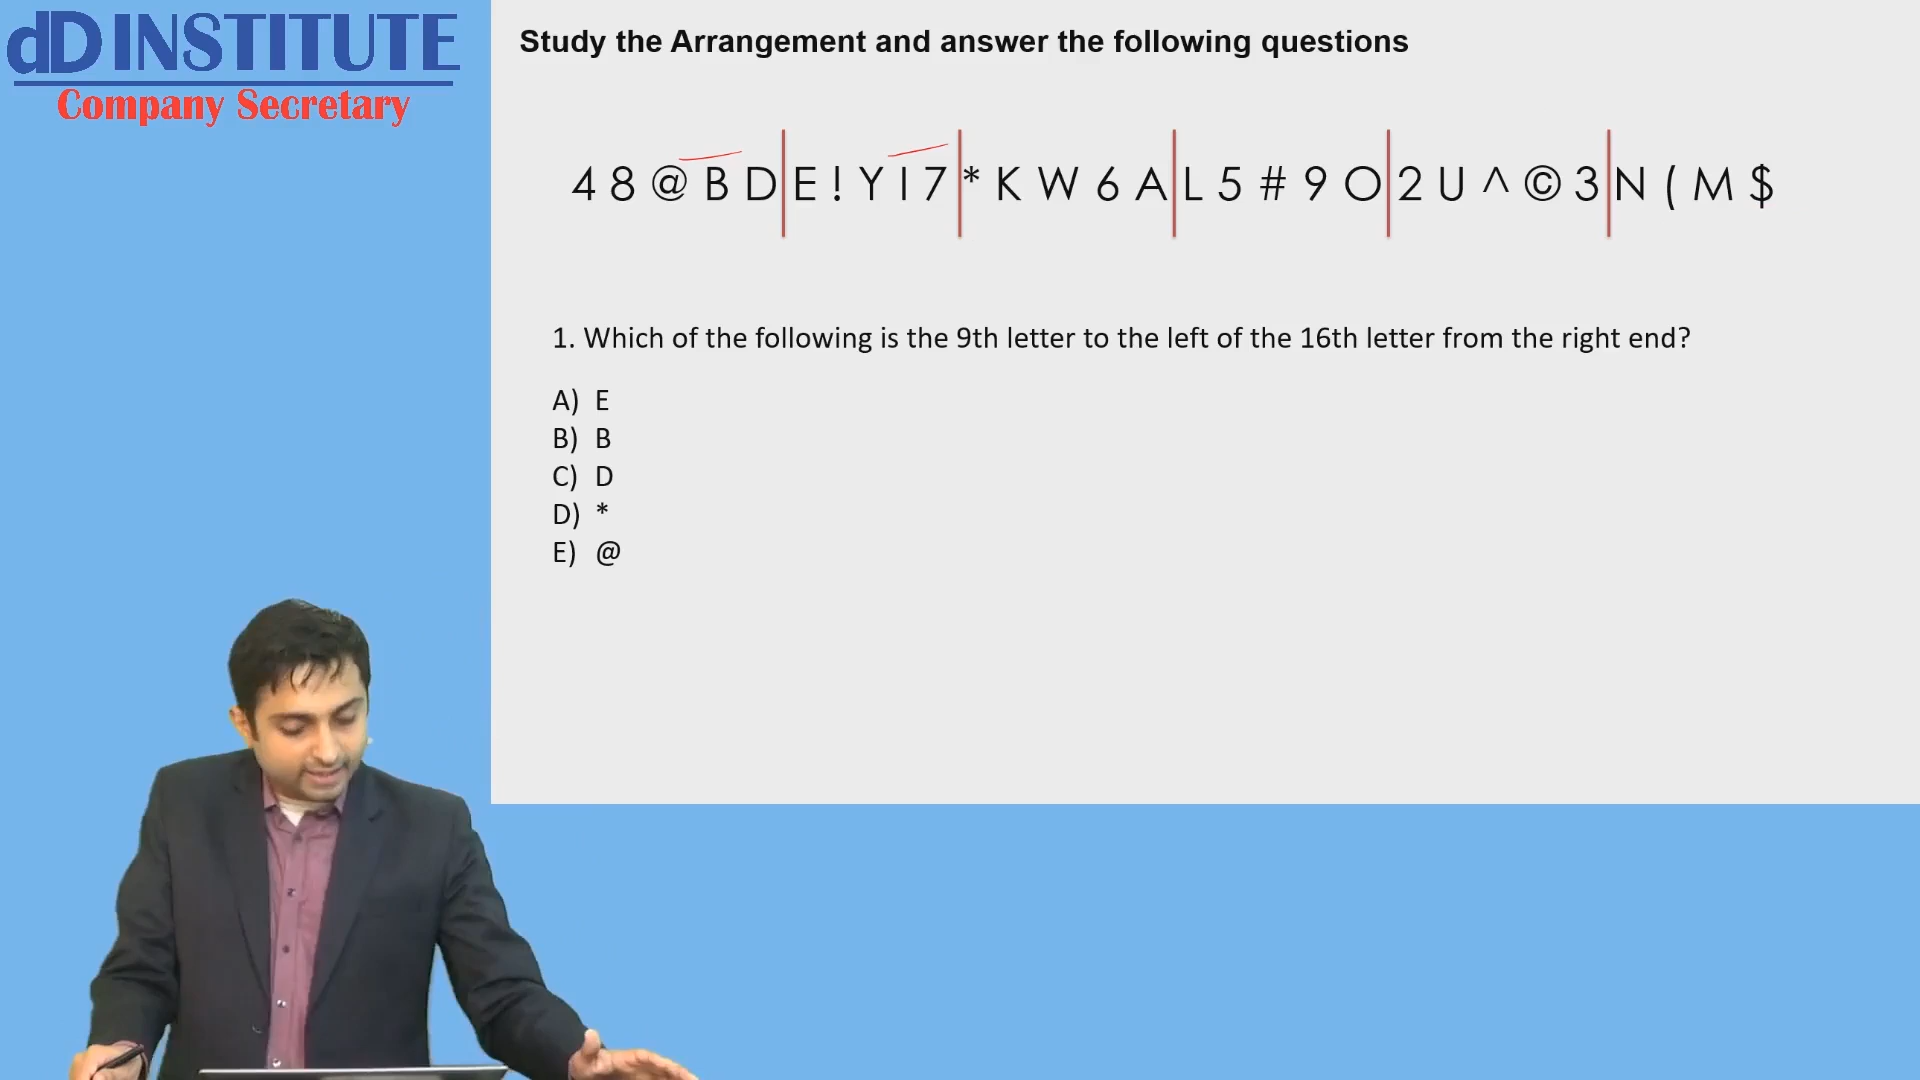 dD INSTITUTE
Company Secretary
Study the Arrangement and answer the following questions
4 8 @ B D E ! Y I 7 * K W 6 A L 5 # 9 O 2 U ^ © 3 N ( M $
1. Which of the following is the 9th letter to the left of the 16th letter from the right end?
A) E
B) B
C) D
D) *
E) @